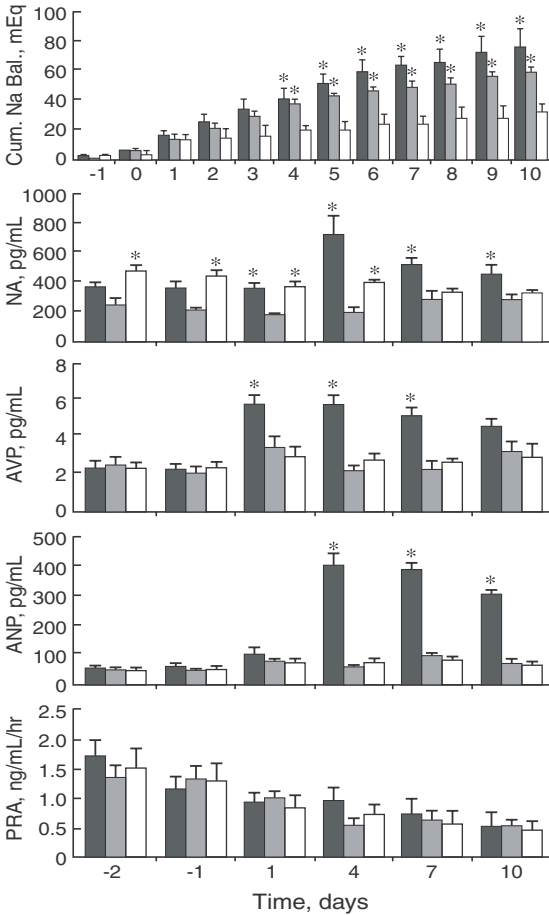 Cum. Na Bal., mEq
100
80
60
40
20
0
* * * * * * * * * * * * * *
-1 0 1 2 3 4 5 6 7 8 9 10
NA, pg/mL
1000
800
600
400
200
0
* * * * * * * *
AVP, pg/mL
8
6
4
2
0
* * *
ANP, pg/mL
500
400
300
200
100
0
* * *
PRA, ng/mL/hr
2.5
2.0
1.5
1.0
0.5
0
-2 -1 1 4 7 10
Time, days